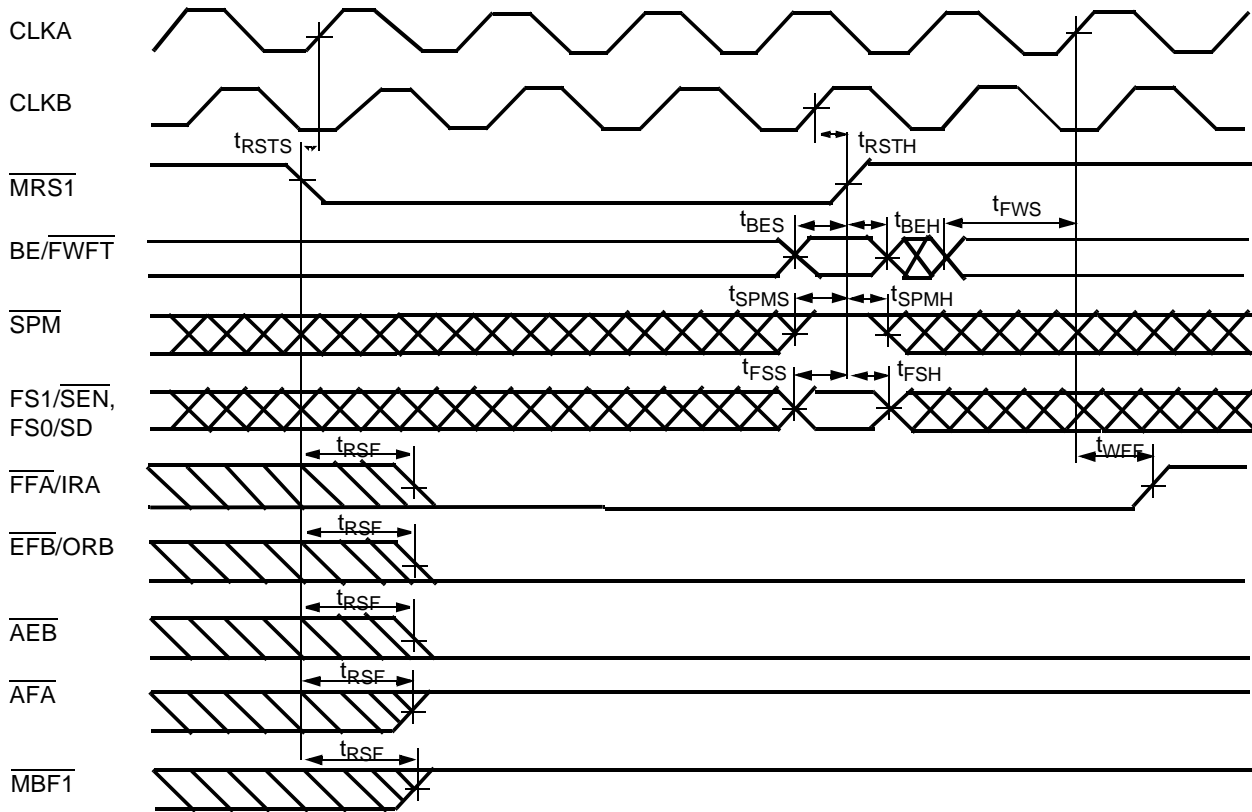 CLKA
CLKB
tRSTS
tRSTH
MRS1
tFWS
tBES
tBEH
BE/FWFT
tSPMS
tSPMH
SPM
tFSS
tFSH
FS1/SEN,
FS0/SD
tRSF
tWFF
FFA/IRA
tRSF
EFB/ORB
tRSF
AEB
tRSF
AFA
tRSF
MBF1